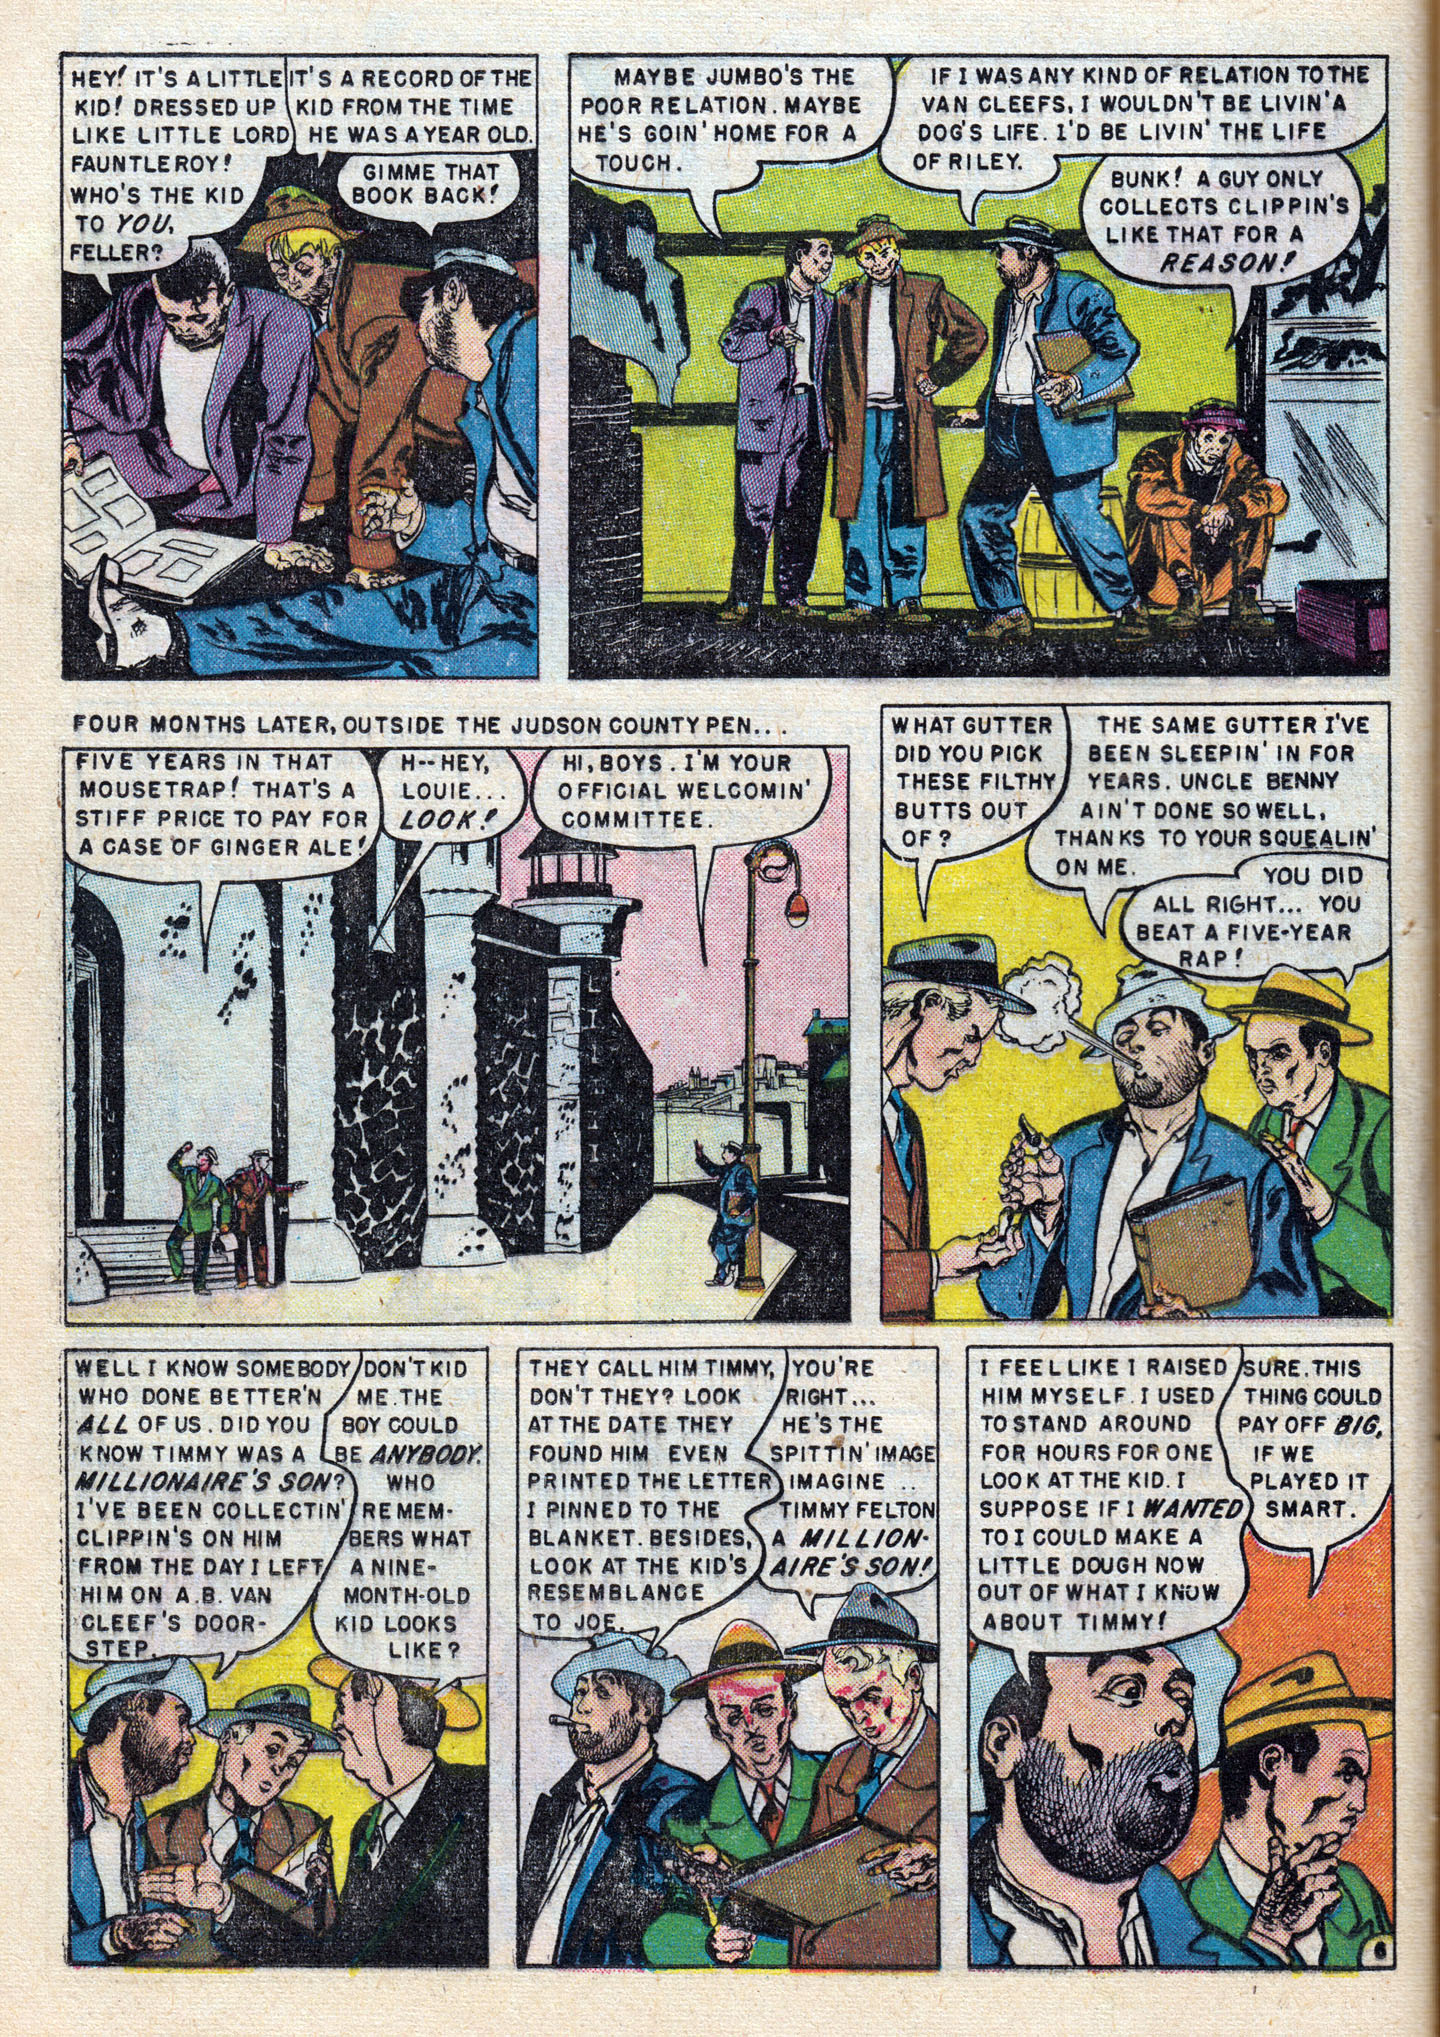 HEY! IT'S A LITTLE
KID! DRESSED UP
LIKE LITTLE LORD
FAUNTLEROY!
WHO'S THE KID
TO YOU,
FELLER?
IT'S A RECORD OF THE
KID FROM THE TIME
HE WAS A YEAR OLD.
GIMME THAT
BOOK BACK!
MAYBE JUMBO'S THE
POOR RELATION. MAYBE
HE'S GOIN' HOME FOR A
TOUCH.
IF I WAS ANY KIND OF RELATION TO THE
VAN CLEEFS, I WOULDN'T BE LIVIN' A
DOG'S LIFE. I'D BE LIVIN' THE LIFE
OF RILEY.
BUNK! A GUY ONLY
COLLECTS CLIPPIN'S
LIKE THAT FOR A
REASON!
FOUR MONTHS LATER, OUTSIDE THE JUDSON COUNTY PEN...
FIVE YEARS IN THAT
MOUSETRAP! THAT'S A
STIFF PRICE TO PAY FOR
A CASE OF GINGER ALE!
H--HEY,
LOUIE...
LOOK!
HI, BOYS. I'M YOUR
OFFICIAL WELCOMIN'
COMMITTEE.
WHAT GUTTER
DID YOU PICK
THESE FILTHY
BUTTS OUT
OF?
THE SAME GUTTER I'VE
BEEN SLEEPIN' IN FOR
YEARS. UNCLE BENNY
AIN'T DONE SO WELL,
THANKS TO YOUR SQUEALIN'
ON ME.
YOU DID
ALL RIGHT... YOU
BEAT A FIVE-YEAR
RAP!
WELL I KNOW SOMEBODY
WHO DONE BETTER'N
ALL OF US. DID YOU
KNOW TIMMY WAS A
MILLIONAIRE'S SON?
I'VE BEEN COLLECTIN'
CLIPPIN'S ON HIM
FROM THE DAY I LEFT
HIM ON A.B. VAN
CLEEF'S DOOR-
STEP.
DON'T KID
ME. THE
BOY COULD
BE ANYBODY.
WHO
REMEM-
BERS WHAT
A NINE-
MONTH-OLD
KID LOOKS
LIKE?
THEY CALL HIM TIMMY,
DON'T THEY? LOOK
AT THE DATE THEY
FOUND HIM EVEN
PRINTED THE LETTER
I PINNED TO THE
BLANKET. BESIDES,
LOOK AT THE KID'S
RESEMBLANCE
TO JOE.
YOU'RE
RIGHT...
HE'S THE
SPITTIN' IMAGE
IMAGINE ..
TIMMY FELTON
A MILLION-
AIRE'S SON!
I FEEL LIKE I RAISED
HIM MYSELF. I USED
TO STAND AROUND
FOR HOURS FOR ONE
LOOK AT THE KID. I
SUPPOSE IF I WANTED
TO I COULD MAKE A
LITTLE DOUGH NOW
OUT OF WHAT I KNOW
ABOUT TIMMY!
SURE. THIS
THING COULD
PAY OFF BIG,
IF WE
PLAYED IT
SMART.